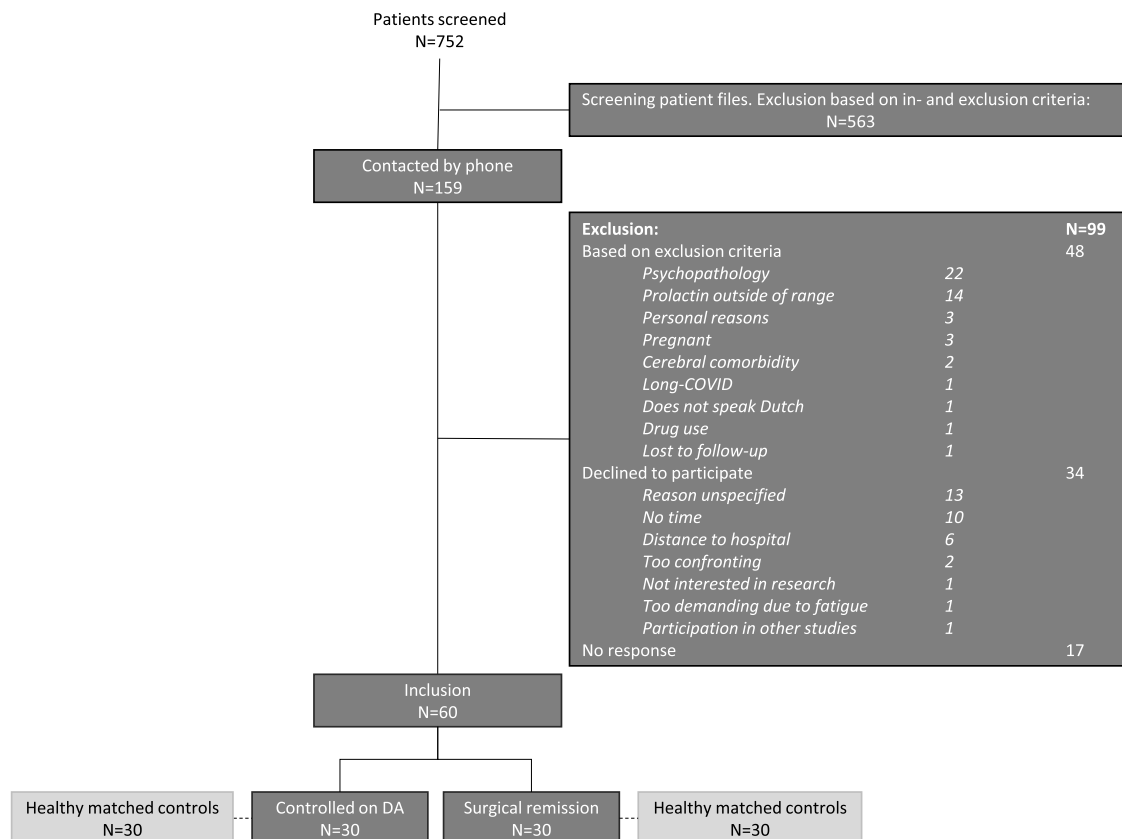 Patients screened
N=752
Screening patient files. Exclusion based on in- and exclusion criteria:
N=563
Contacted by phone
N=159
Exclusion: N=99
Based on exclusion criteria 48
Psychopathology 22
Prolactin outside of range 14
Personal reasons 3
Pregnant 3
Cerebral comorbidity 2
Long-COVID 1
Does not speak Dutch 1
Drug use 1
Lost to follow-up 1
Declined to participate 34
Reason unspecified 13
No time 10
Distance to hospital 6
Too confronting 2
Not interested in research 1
Too demanding due to fatigue 1
Participation in other studies 1
No response 17
Inclusion
N=60
Healthy matched controls
N=30
Controlled on DA
N=30
Surgical remission
N=30
Healthy matched controls
N=30